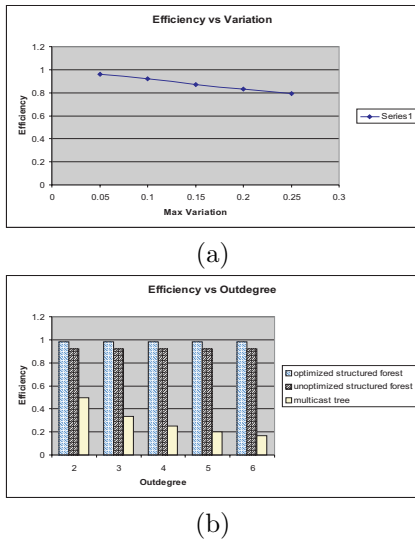 Efficiency vs Variation
1.2
1
0.8
0.6
0.4
0.2
0
Efficiency
0 0.05 0.1 0.15 0.2 0.25 0.3
Max Variation
Series1
(a)
Efficiency vs Outdegree
1.2
1
0.8
0.6
0.4
0.2
0
Efficiency
2 3 4 5 6
Outdegree
optimized structured forest
unoptimized structured forest
multicast tree
(b)